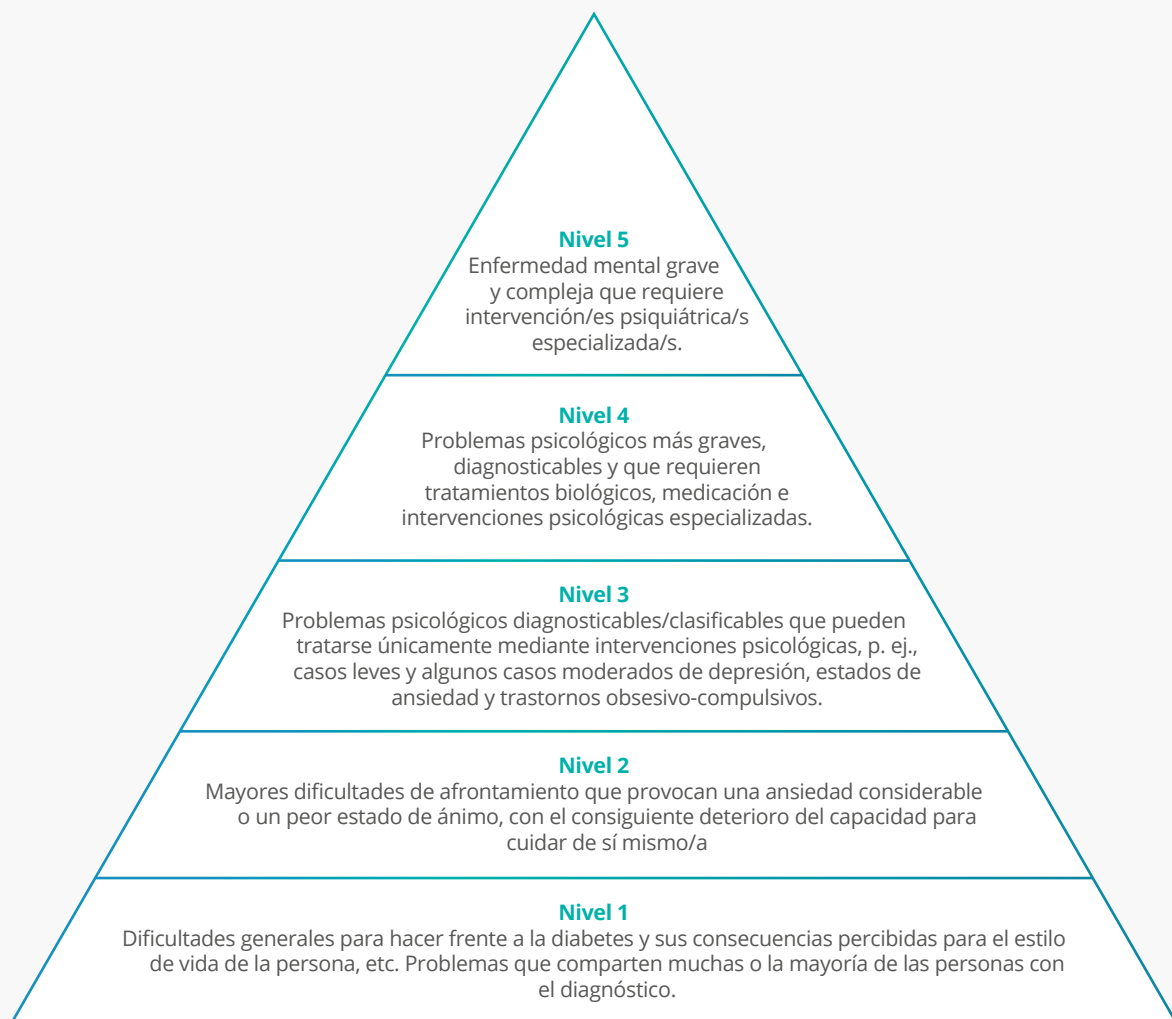 Nivel 5
Enfermedad mental grave
y compleja que requiere
intervención/es psiquiátrica/s
especializada/s.
Nivel 4
Problemas psicológicos más graves,
diagnosticables y que requieren
tratamientos biológicos, medicación e
intervenciones psicológicas especializadas.
Nivel 3
Problemas psicológicos diagnosticables/clasificables que pueden
tratarse únicamente mediante intervenciones psicológicas, p. ej.,
casos leves y algunos casos moderados de depresión, estados de
ansiedad y trastornos obsesivo-compulsivos.
Nivel 2
Mayores dificultades de afrontamiento que provocan una ansiedad considerable
o un peor estado de ánimo, con el consiguiente deterioro del capacidad para
cuidar de sí mismo/a
Nivel 1
Dificultades generales para hacer frente a la diabetes y sus consecuencias percibidas para el estilo
de vida de la persona, etc. Problemas que comparten muchas o la mayoría de las personas con
el diagnóstico.